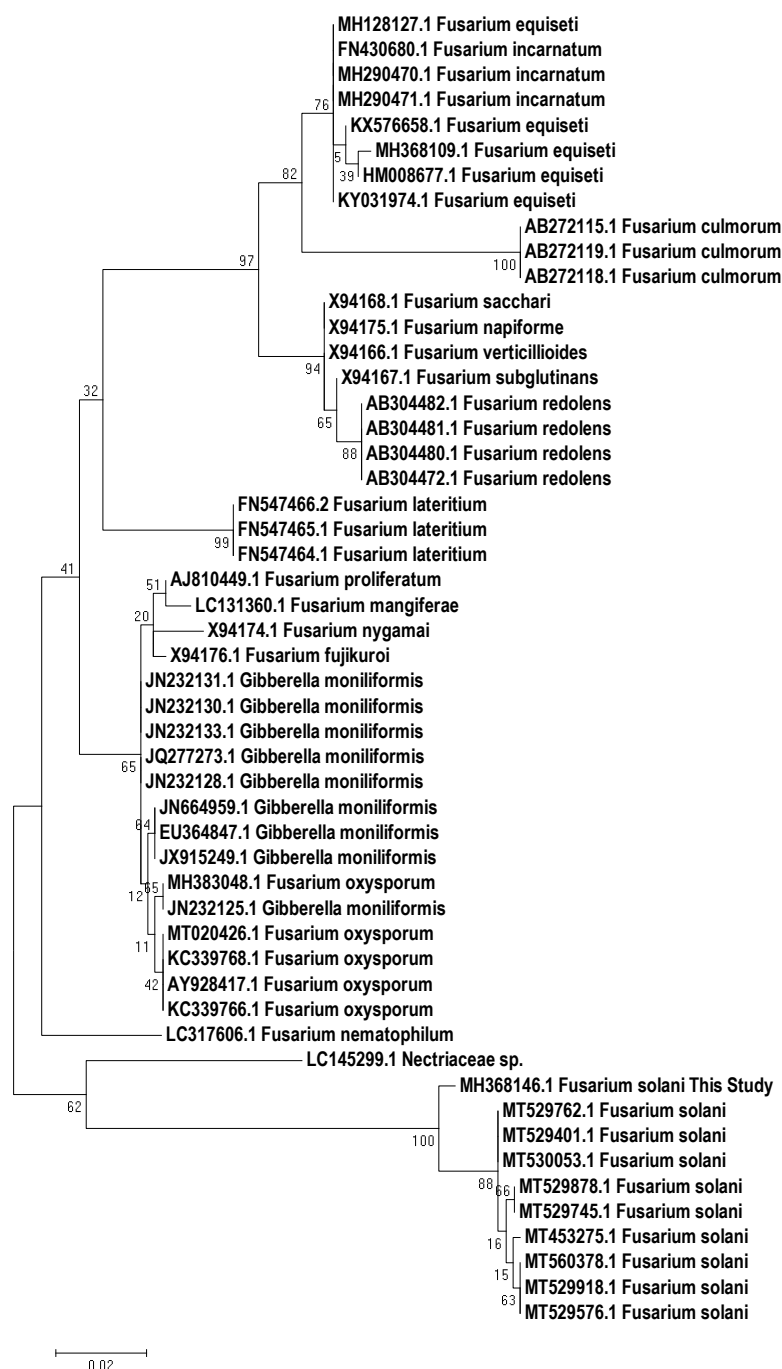 MH128127.1 Fusarium equiseti
FN430680.1 Fusarium incarnatum
MH290470.1 Fusarium incarnatum
MH290471.1 Fusarium incarnatum
76
KX576658.1 Fusarium equiseti
MH368109.1 Fusarium equiseti
5
HM008677.1 Fusarium equiseti
39
82
KY031974.1 Fusarium equiseti
AB272115.1 Fusarium culmorum
AB272119.1 Fusarium culmorum
97
100
AB272118.1 Fusarium culmorum
X94168.1 Fusarium sacchari
X94175.1 Fusarium napiforme
X94166.1 Fusarium verticillioides
94
X94167.1 Fusarium subglutinans
32
AB304482.1 Fusarium redolens
65
AB304481.1 Fusarium redolens
AB304480.1 Fusarium redolens
88
AB304472.1 Fusarium redolens
FN547466.2 Fusarium lateritium
FN547465.1 Fusarium lateritium
99
FN547464.1 Fusarium lateritium
41
51
AJ810449.1 Fusarium proliferatum
LC131360.1 Fusarium mangiferae
20
X94174.1 Fusarium nygamai
X94176.1 Fusarium fujikuroi
JN232131.1 Gibberella moniliformis
JN232130.1 Gibberella moniliformis
JN232133.1 Gibberella moniliformis
JQ277273.1 Gibberella moniliformis
65
JN232128.1 Gibberella moniliformis
JN664959.1 Gibberella moniliformis
64
EU364847.1 Gibberella moniliformis
JX915249.1 Gibberella moniliformis
65
MH383048.1 Fusarium oxysporum
12
JN232125.1 Gibberella moniliformis
MT020426.1 Fusarium oxysporum
11
KC339768.1 Fusarium oxysporum
42
AY928417.1 Fusarium oxysporum
KC339766.1 Fusarium oxysporum
LC317606.1 Fusarium nematophilum
LC145299.1 Nectriaceae sp.
MH368146.1 Fusarium solani This Study
62
MT529762.1 Fusarium solani
100
MT529401.1 Fusarium solani
MT530053.1 Fusarium solani
88
66
MT529878.1 Fusarium solani
MT529745.1 Fusarium solani
16
MT453275.1 Fusarium solani
MT560378.1 Fusarium solani
15
MT529918.1 Fusarium solani
63
MT529576.1 Fusarium solani
0.02